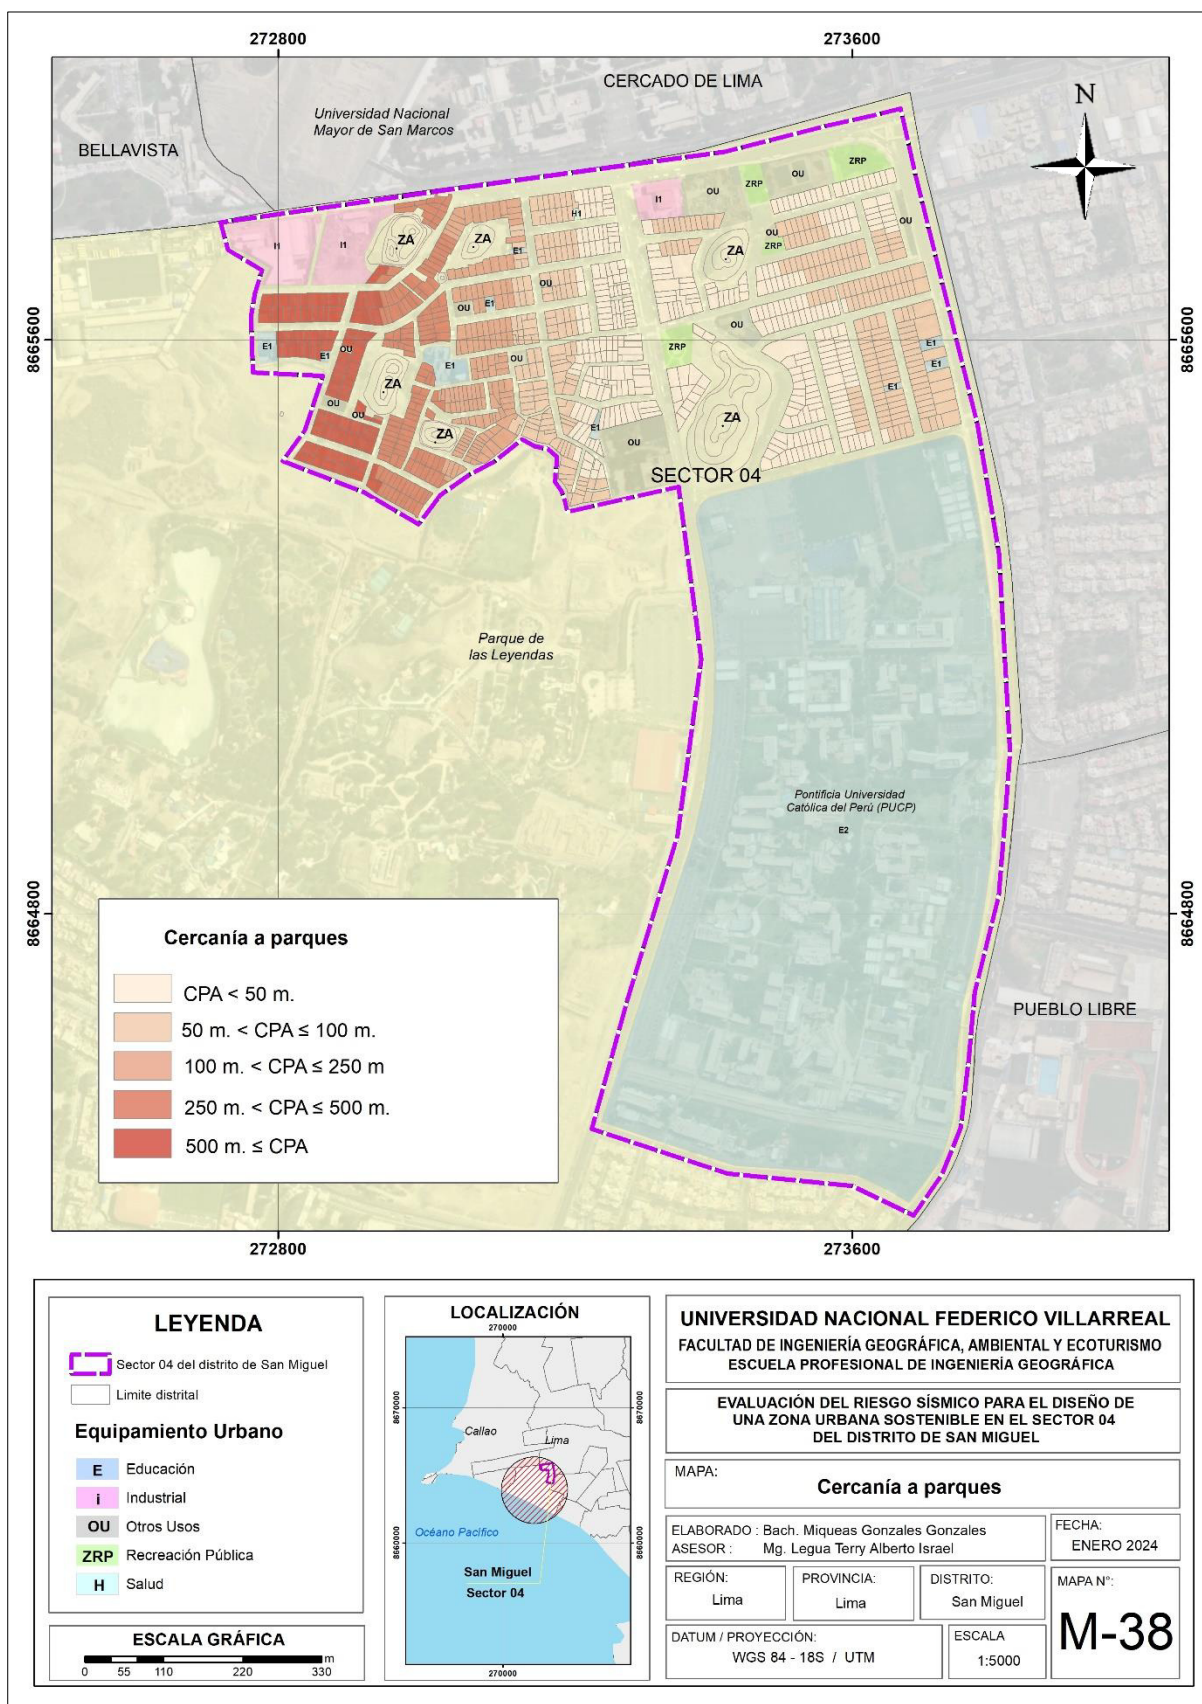 272800
273600
CERCADO DE LIMA
Universidad Nacional
Mayor de San Marcos
BELLAVISTA
N
ZRP
OU
ZRP
OU
I1
H1
OU
OU
ZRP
I1
I1
ZA
ZA
ZA
E1
OU
E1
OU
OU
8665600
8665600
E1
E1
OU
E1
OU
ZRP
E1
E1
E1
ZA
OU
OU
ZA
E1
OU
ZA
ZA
SECTOR 04
Parque de
las Leyendas
Pontificia Universidad
Católica del Perú (PUCP)
E2
8664800
8664800
PUEBLO LIBRE
Cercanía a parques
CPA < 50 m.
50 m. < CPA ≤ 100 m.
100 m. < CPA ≤ 250 m
250 m. < CPA ≤ 500 m.
500 m. ≤ CPA
272800
273600
LEYENDA
Sector 04 del distrito de San Miguel
Limite distrital
Equipamiento Urbano
E Educación
i Industrial
OU Otros Usos
ZRP Recreación Pública
H Salud
ESCALA GRÁFICA
m
0 55 110 220 330
LOCALIZACIÓN
270000
8670000
8670000
Callao
Lima
Océano Pacífico
8660000
8660000
San Miguel
Sector 04
270000
UNIVERSIDAD NACIONAL FEDERICO VILLARREAL
FACULTAD DE INGENIERÍA GEOGRÁFICA, AMBIENTAL Y ECOTURISMO
ESCUELA PROFESIONAL DE INGENIERÍA GEOGRÁFICA
EVALUACIÓN DEL RIESGO SÍSMICO PARA EL DISEÑO DE
UNA ZONA URBANA SOSTENIBLE EN EL SECTOR 04
DEL DISTRITO DE SAN MIGUEL
MAPA:
Cercanía a parques
ELABORADO : Bach. Miqueas Gonzales Gonzales
ASESOR : Mg. Legua Terry Alberto Israel
FECHA:
ENERO 2024
REGIÓN:
Lima
PROVINCIA:
Lima
DISTRITO:
San Miguel
MAPA N°:
M-38
DATUM / PROYECCIÓN:
WGS 84 - 18S / UTM
ESCALA
1:5000